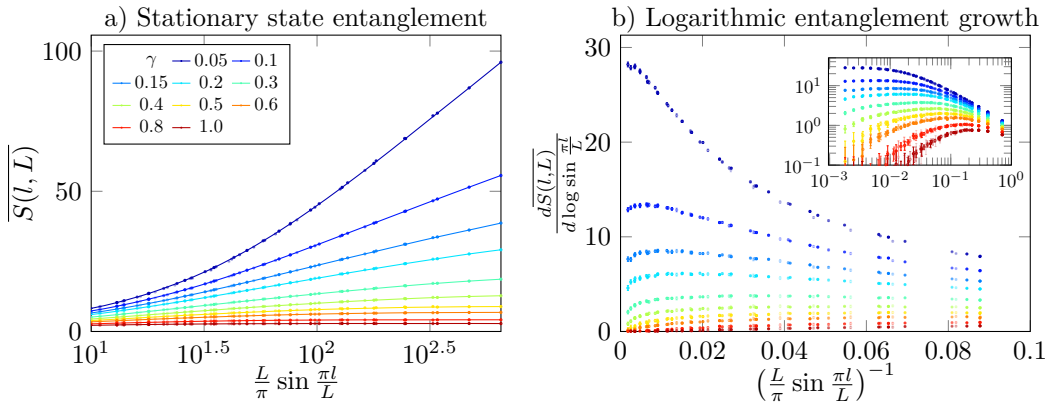 a) Stationary state entanglement
100
50
0
10^1
10^{1.5}
10^2
10^{2.5}
\overline{S(l, L)}
\frac{L}{\pi} \sin \frac{\pi l}{L}
γ 0.05 0.1
0.15 0.2 0.3
0.4 0.5 0.6
0.8 1.0
b) Logarithmic entanglement growth
30
20
10
0
0 0.02 0.04 0.06 0.08 0.1
\frac{\overline{dS(l,L)}}{d \log \sin \frac{\pi l}{L}}
\left(\frac{L}{\pi} \sin \frac{\pi l}{L}\right)^{-1}
10^1
10^0
10^{-1}
10^{-3} 10^{-2} 10^{-1} 10^0